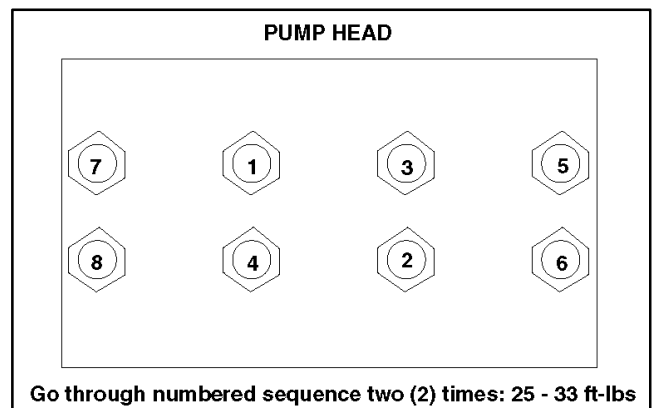 PUMP HEAD
7 1 3 5
8 4 2 6
Go through numbered sequence two (2) times: 25 - 33 ft-lbs